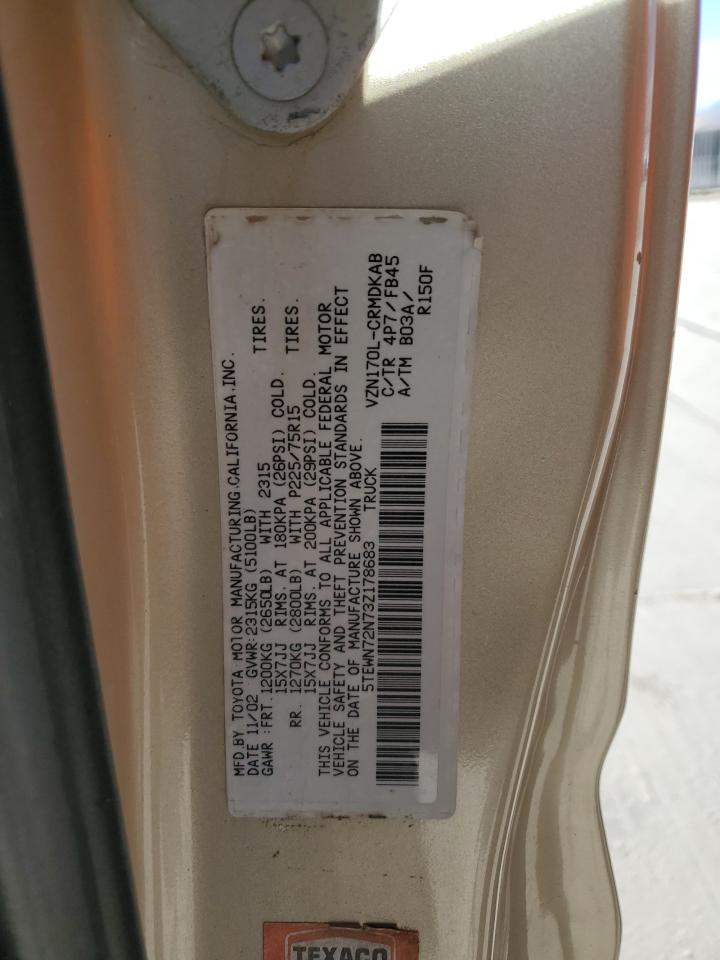 MFD.BY TOYOTA MOTOR MANUFACTURING.CALIFORNIA.INC.
DATE 11/02 GVWR:2315KG (5100LB)
GAWR :FRT.1200KG (2650LB) WITH 2315 TIRES.
15X7JJ RIMS. AT 180KPA (26PSI) COLD.
RR. 1270KG (2800LB) WITH P225/75R15 TIRES.
15X7JJ RIMS. AT 200KPA (29PSI) COLD.
THIS VEHICLE CONFORMS TO ALL APPLICABLE FEDERAL MOTOR
VEHICLE SAFETY AND THEFT PREVENTION STANDARDS IN EFFECT
ON THE DATE OF MANUFACTURE SHOWN ABOVE.
5TEWN72N73Z178683 TRUCK
VZN170L-CRMDKAB
C/TR 4P7/FB45
A/TM B03A/
R150F
TEXACO